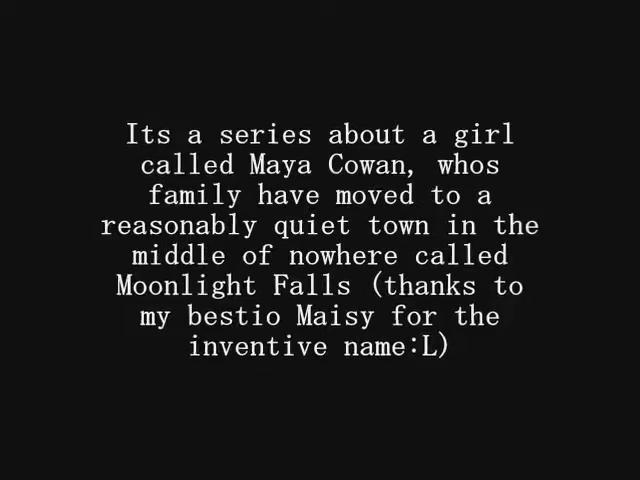 Its a series about a girl
called Maya Cowan, whos
family have moved to a
reasonably quiet town in the
middle of nowhere called
Moonlight Falls (thanks to
my bestio Maisy for the
inventive name:L)